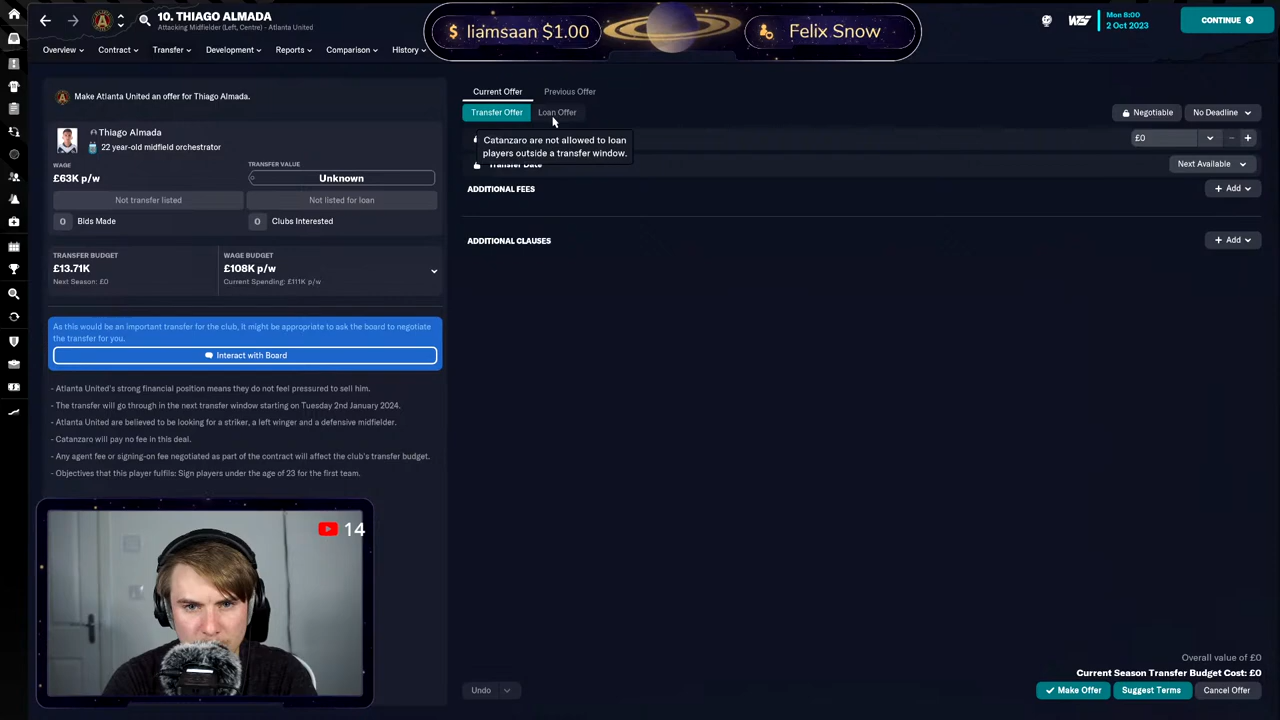 10. THIAGO ALMADA
Attacking Midfielder (Left, Centre) - Atlanta United
$ liamsaan $1.00
Felix Snow
Mon 8:00
2 Oct 2023
CONTINUE
Overview
Contract
Transfer
Development
Reports
Comparison
History
Make Atlanta United an offer for Thiago Almada.
Thiago Almada
22 year-old midfield orchestrator
WAGE
£63K p/w
TRANSFER VALUE
Unknown
Not transfer listed
Not listed for loan
0 Bids Made
0 Clubs Interested
TRANSFER BUDGET
£13.71K
Next Season: £0
WAGE BUDGET
£108K p/w
Current Spending: £111K p/w
As this would be an important transfer for the club, it might be appropriate to ask the board to negotiate
the transfer for you.
Interact with Board
- Atlanta United's strong financial position means they do not feel pressured to sell him.
- The transfer will go through in the next transfer window starting on Tuesday 2nd January 2024.
- Atlanta United are believed to be looking for a striker, a left winger and a defensive midfielder.
- Catanzaro will pay no fee in this deal.
- Any agent fee or signing-on fee negotiated as part of the contract will affect the club's transfer budget.
- Objectives that this player fulfils: Sign players under the age of 23 for the first team.
14
Current Offer
Previous Offer
Transfer Offer
Loan Offer
Negotiable
No Deadline
Catanzaro are not allowed to loan
players outside a transfer window.
£0
Transfer Date
Next Available
ADDITIONAL FEES
+ Add
ADDITIONAL CLAUSES
+ Add
Overall value of £0
Current Season Transfer Budget Cost: £0
Undo
Make Offer
Suggest Terms
Cancel Offer